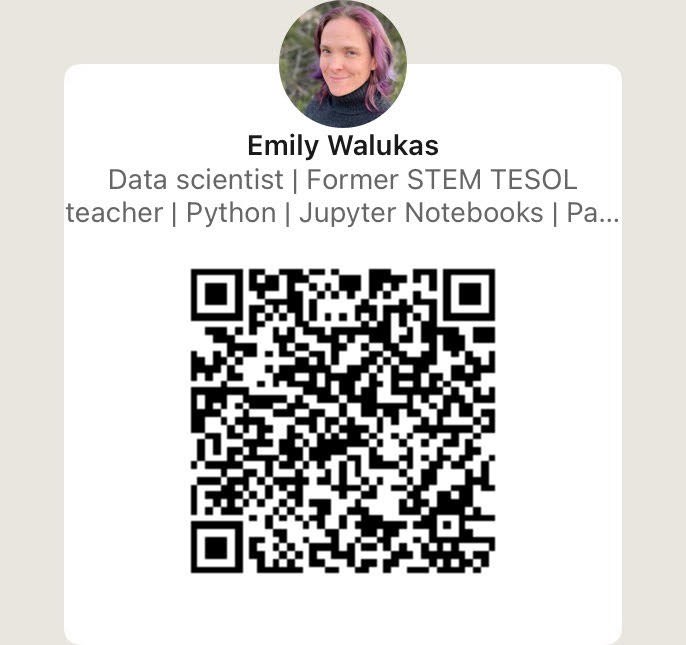 Emily Walukas
Data scientist | Former STEM TESOL
teacher | Python | Jupyter Notebooks | Pa...